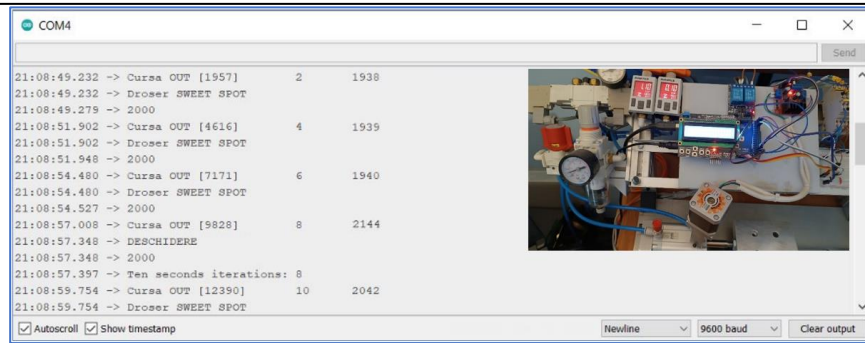 COM4
Send
21:08:49.232 -> Cursa OUT [1957] 2 1938
21:08:49.232 -> Droser SWEET SPOT
21:08:49.279 -> 2000
21:08:51.902 -> Cursa OUT [4616] 4 1939
21:08:51.902 -> Droser SWEET SPOT
21:08:51.948 -> 2000
21:08:54.480 -> Cursa OUT [7171] 6 1940
21:08:54.480 -> Droser SWEET SPOT
21:08:54.527 -> 2000
21:08:57.008 -> Cursa OUT [9828] 8 2144
21:08:57.348 -> DESCHIDERE
21:08:57.348 -> 2000
21:08:57.397 -> Ten seconds iterations: 8
21:08:59.754 -> Cursa OUT [12390] 10 2042
21:08:59.754 -> Droser SWEET SPOT
Autoscroll Show timestamp Newline 9600 baud Clear output